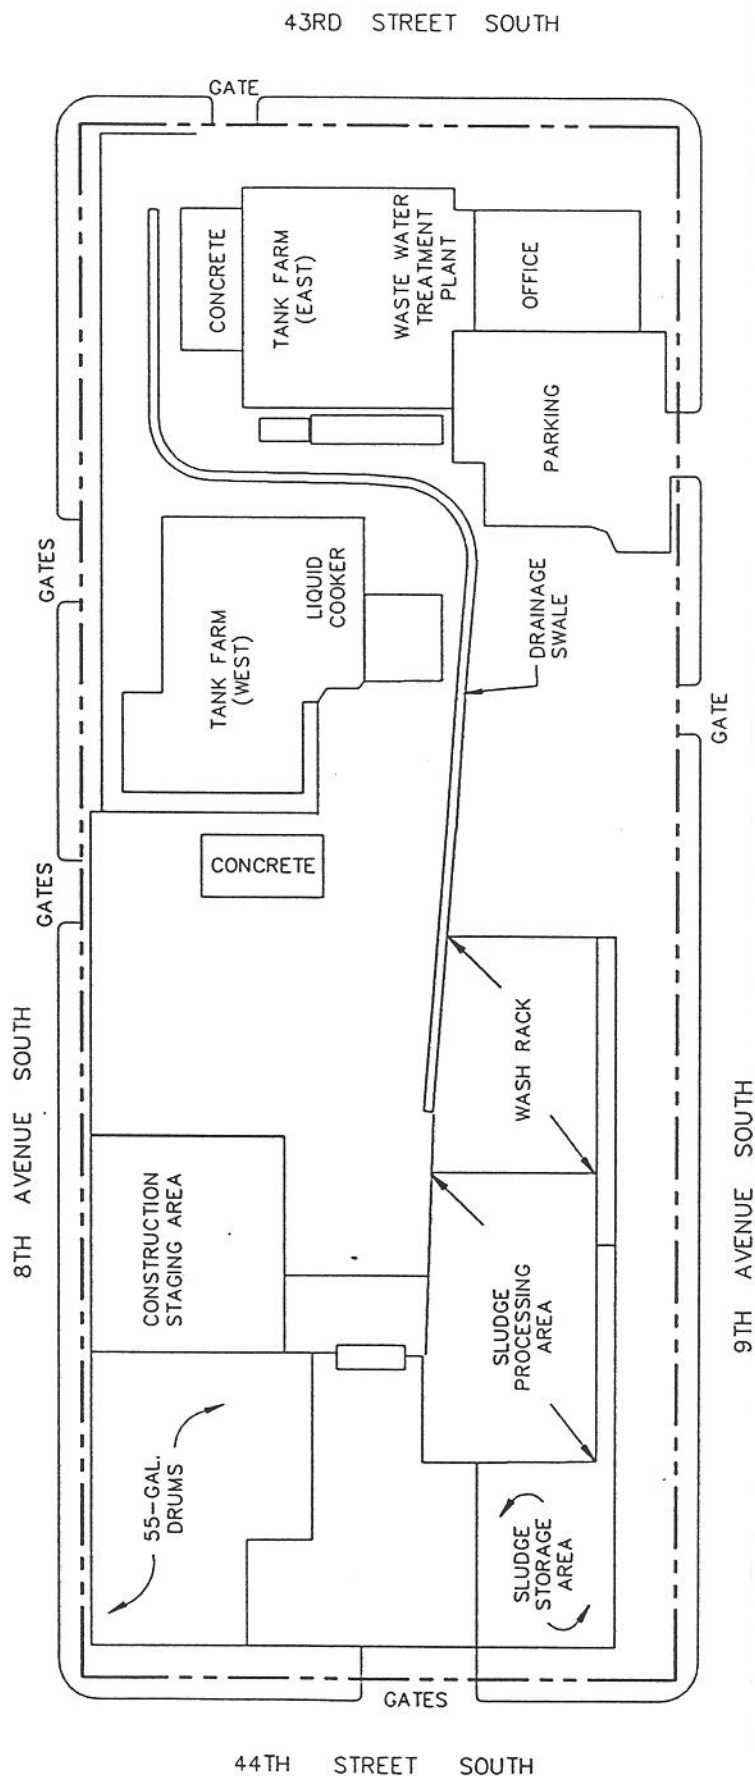 43RD STREET SOUTH
GATE
CONCRETE
TANK FARM
(EAST)
WASTE WATER
TREATMENT
PLANT
OFFICE
PARKING
GATES
LIQUID
COOKER
TANK FARM
(WEST)
DRAINAGE
SWALE
GATE
CONCRETE
GATES
8TH AVENUE SOUTH
WASH RACK
9TH AVENUE SOUTH
CONSTRUCTION
STAGING AREA
SLUDGE
PROCESSING
AREA
55-GAL.
DRUMS
SLUDGE
STORAGE
AREA
GATES
44TH STREET SOUTH